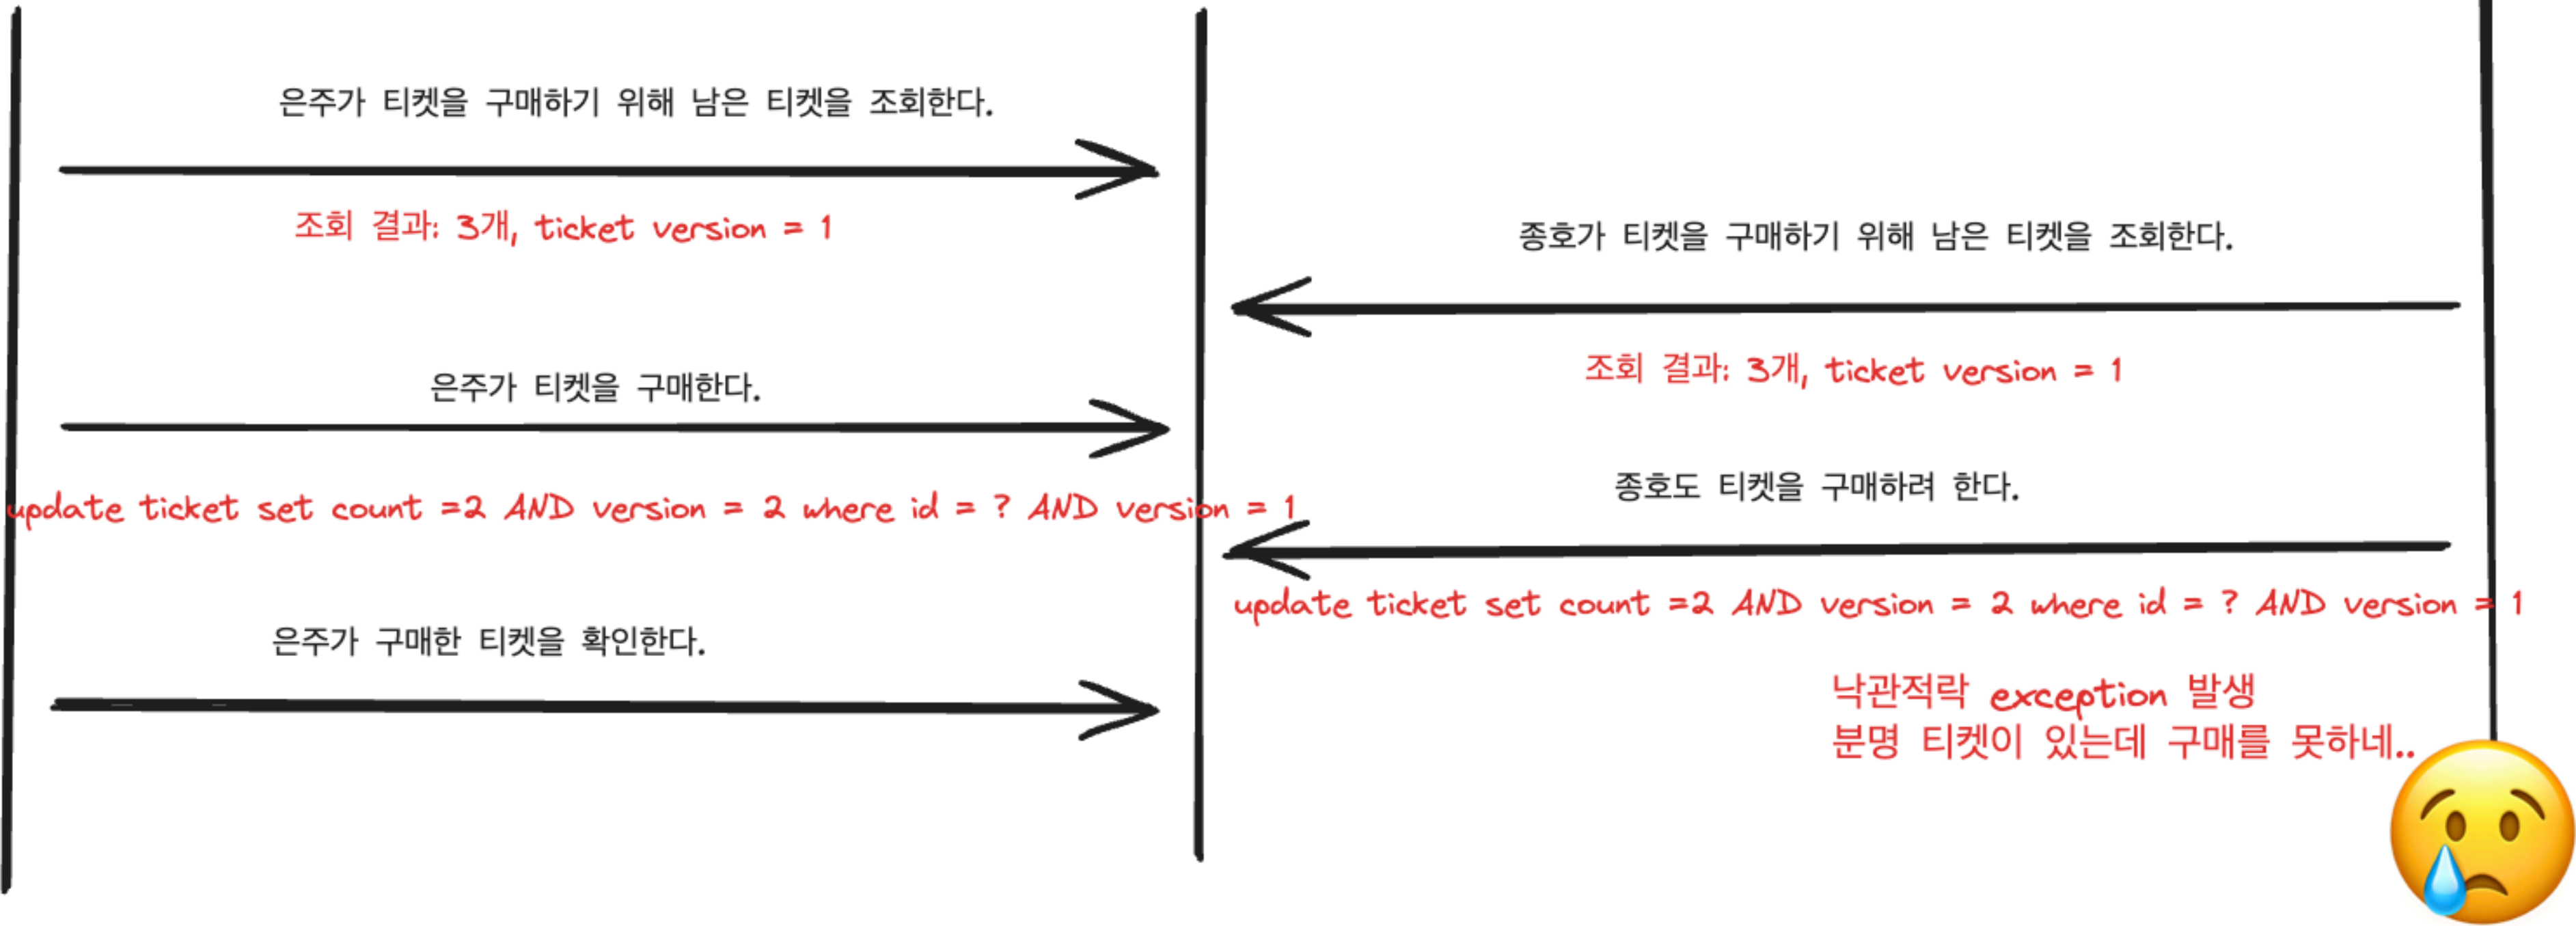 은주가 티켓을 구매하기 위해 남은 티켓을 조회한다.
조회 결과: 3개, ticket version = 1
종호가 티켓을 구매하기 위해 남은 티켓을 조회한다.
조회 결과: 3개, ticket version = 1
은주가 티켓을 구매한다.
update ticket set count =2 AND version = 2 where id = ? AND version = 1
종호도 티켓을 구매하려 한다.
update ticket set count =2 AND version = 2 where id = ? AND version = 1
은주가 구매한 티켓을 확인한다.
낙관적락 exception 발생
분명 티켓이 있는데 구매를 못하네..